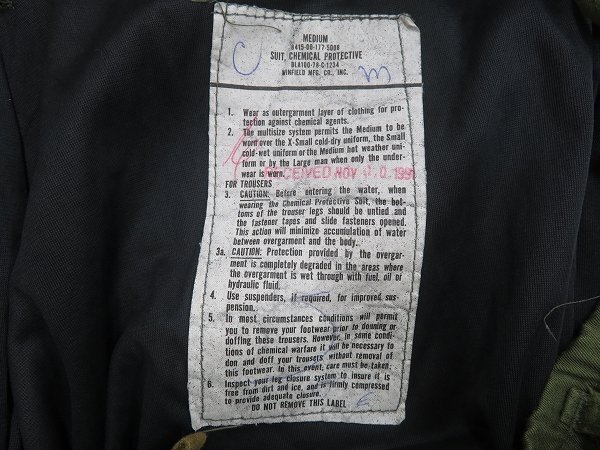 MEDIUM
8415-00-177-5008
SUIT, CHEMICAL PROTECTIVE
DLA100-78-C-1234
WINFIELD MFG. CO., INC.
C
m
1. Wear as outergarment layer of clothing for pro-
tection against chemical agents.
2. The multisize system permits the Medium to be
worn over the X-Small cold-dry uniform, the Small
cold-wet uniform or the Medium hot weather uni-
form or by the Large man when only the under-
wear is worn.
RECEIVED NOV
FOR TROUSERS
3. CAUTION: Before entering the water, when
wearing the Chemical Protective Suit, the bot-
toms of the trouser legs should be untied and
the fastener tapes and slide fasteners opened.
This action will minimize accumulation of water
between overgarment and the body.
3a. CAUTION: Protection provided by the overgar-
ment is completely degraded in the areas where
the overgarment is wet through with fuel, oil or
hydraulic fluid.
4. Use suspenders, if required, for improved sus-
pension.
5. In most circumstances conditions will permit
you to remove your footwear prior to donning or
doffing these trousers. However, in some condi-
tions of chemical warfare it will be necessary to
don and doff your trousers without removal of
this footwear. In this event, care must be taken.
6. Inspect your leg closure system to insure it is
free from dirt and ice, and is firmly compressed
to provide adequate closure.
DO NOT REMOVE THIS LABEL